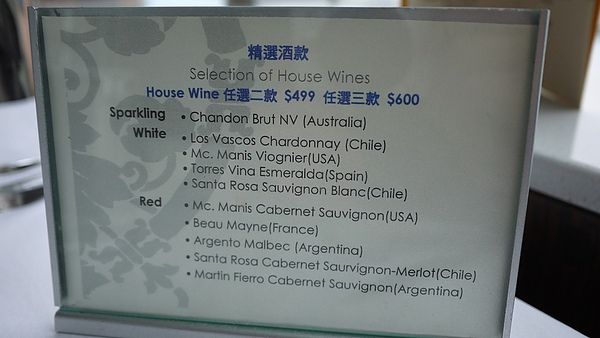 精選酒款
Selection of House Wines
House Wine 任選二款 $499 任選三款 $600
Sparkling • Chandon Brut NV (Australia)
White • Los Vascos Chardonnay (Chile)
• Mc. Manis Viognier(USA)
• Torres Vina Esmeralda(Spain)
• Santa Rosa Sauvignon Blanc(Chile)
Red • Mc. Manis Cabernet Sauvignon(USA)
• Beau Mayne(France)
• Argento Malbec (Argentina)
• Santa Rosa Cabernet Saurvignon-Merlot(Chile)
• Martin Fierro Cabernet Sauvignon(Argentina)